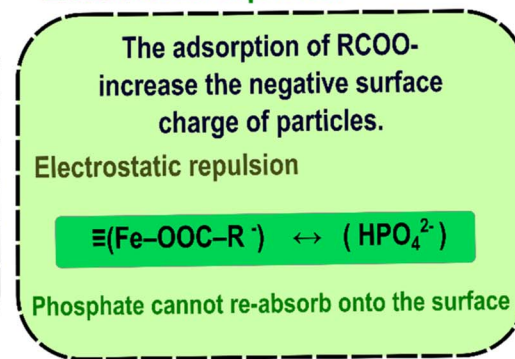 The adsorption of RCOO-
increase the negative surface
charge of particles.
Electrostatic repulsion
≡(Fe–OOC–R⁻) ↔ (HPO₄²⁻)
Phosphate cannot re-absorb onto the surface